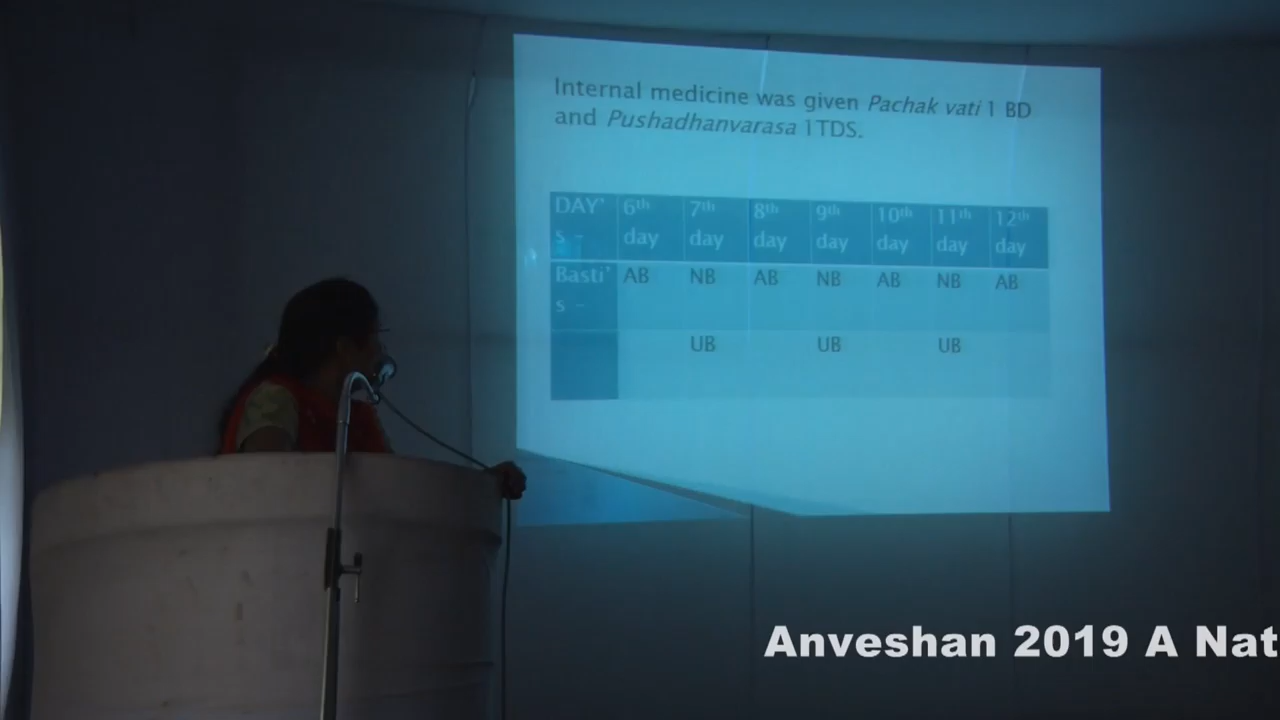 Internal medicine was given Pachak vati 1 BD
and Pushadhanvarasa 1TDS.
DAY' 6th 7th 8th 9th 10th 11th 12th
s - day day day day day day day
Basti' AB NB AB NB AB NB AB
s -
UB UB UB
Anveshan 2019 A Nat